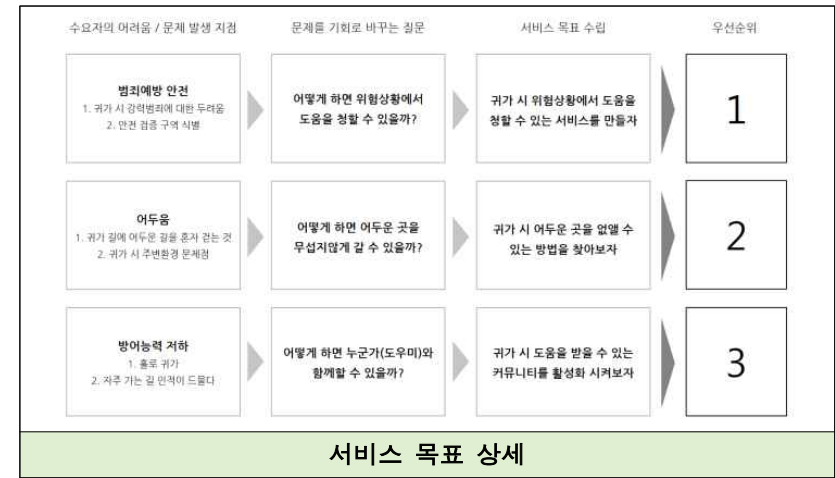 수요자의 어려움 / 문제 발생 지점
문제를 기회로 바꾸는 질문
서비스 목표 수립
우선순위
범죄예방 안전
1. 귀가 시 강력범죄에 대한 두려움
2. 안전 검증 구역 식별
어떻게 하면 위험상황에서
도움을 청할 수 있을까?
귀가 시 위험상황에서 도움을
청할 수 있는 서비스를 만들자
1
어두움
1. 귀가 길에 어두운 길을 혼자 걷는 것
2. 귀가 시 주변환경 문제점
어떻게 하면 어두운 곳을
무섭지않게 갈 수 있을까?
귀가 시 어두운 곳을 없앨 수
있는 방법을 찾아보자
2
방어능력 저하
1. 홀로 귀가
2. 자주 가는 길 인적이 드물다
어떻게 하면 누군가(도우미)와
함께할 수 있을까?
귀가 시 도움을 받을 수 있는
커뮤니티를 활성화 시켜보자
3
서비스 목표 상세